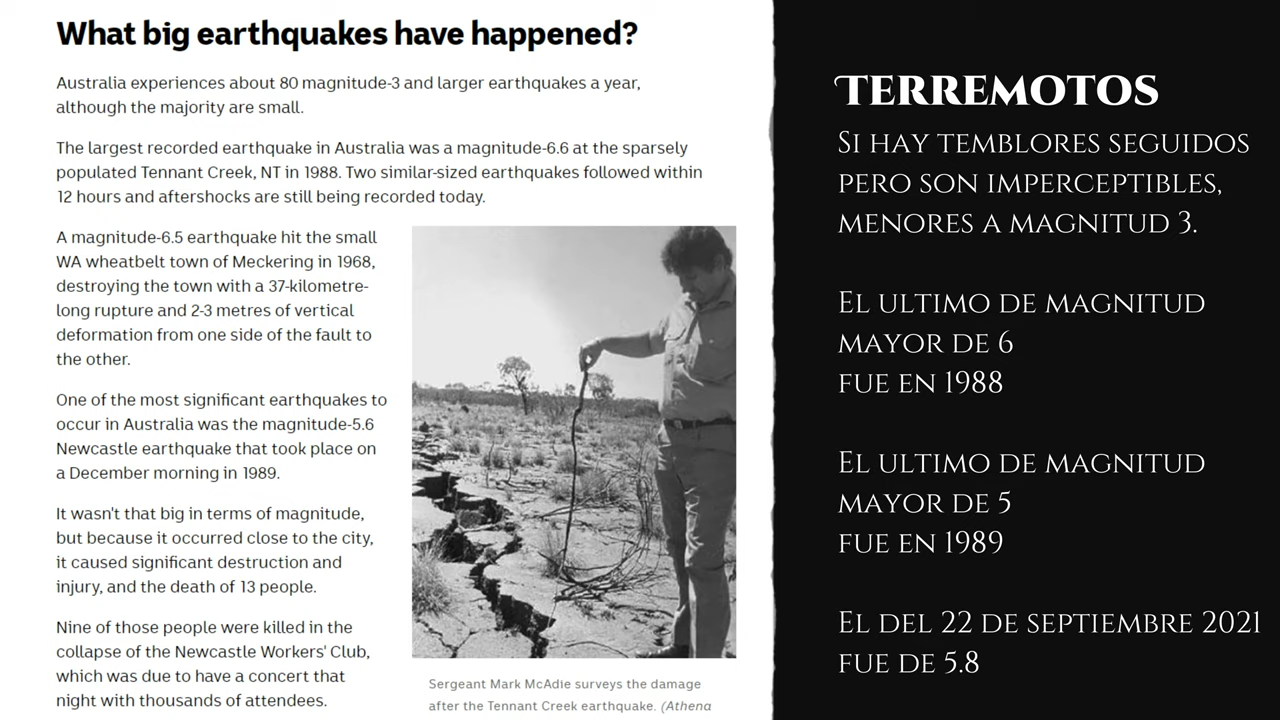 What big earthquakes have happened?
Australia experiences about 80 magnitude-3 and larger earthquakes a year,
although the majority are small.
The largest recorded earthquake in Australia was a magnitude-6.6 at the sparsely
populated Tennant Creek, NT in 1988. Two similar-sized earthquakes followed within
12 hours and aftershocks are still being recorded today.
A magnitude-6.5 earthquake hit the small
WA wheatbelt town of Meckering in 1968,
destroying the town with a 37-kilometre-
long rupture and 2-3 metres of vertical
deformation from one side of the fault to
the other.
One of the most significant earthquakes to
occur in Australia was the magnitude-5.6
Newcastle earthquake that took place on
a December morning in 1989.
It wasn't that big in terms of magnitude,
but because it occurred close to the city,
it caused significant destruction and
injury, and the death of 13 people.
Nine of those people were killed in the
collapse of the Newcastle Workers' Club,
which was due to have a concert that
night with thousands of attendees.
Sergeant Mark McAdie surveys the damage
after the Tennant Creek earthquake. (Athena
TERREMOTOS
SI HAY TEMBLORES SEGUIDOS
PERO SON IMPERCEPTIBLES,
MENORES A MAGNITUD 3.
EL ULTIMO DE MAGNITUD
MAYOR DE 6
FUE EN 1988
EL ULTIMO DE MAGNITUD
MAYOR DE 5
FUE EN 1989
EL DEL 22 DE SEPTIEMBRE 2021
FUE DE 5.8